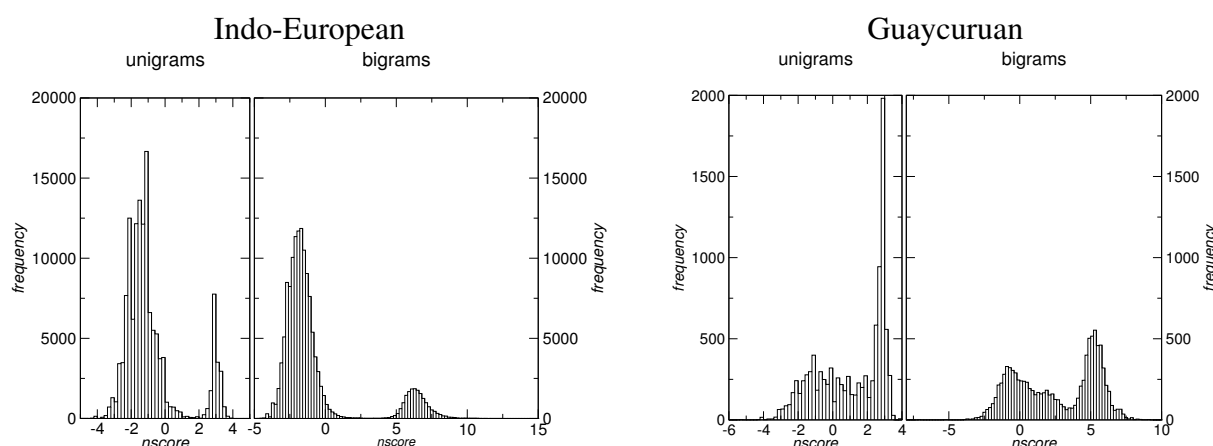 Indo-European
Guaycuruan
unigrams
bigrams
unigrams
bigrams
20000
15000
10000
5000
0
frequency
-4 -2 0 2 4
nscore
-5 0 5 10 15
nscore
20000
15000
10000
5000
0
frequency
2000
1500
1000
500
0
frequency
-6 -4 -2 0 2 4
nscore
-5 0 5 10
nscore
2000
1500
1000
500
0
frequency